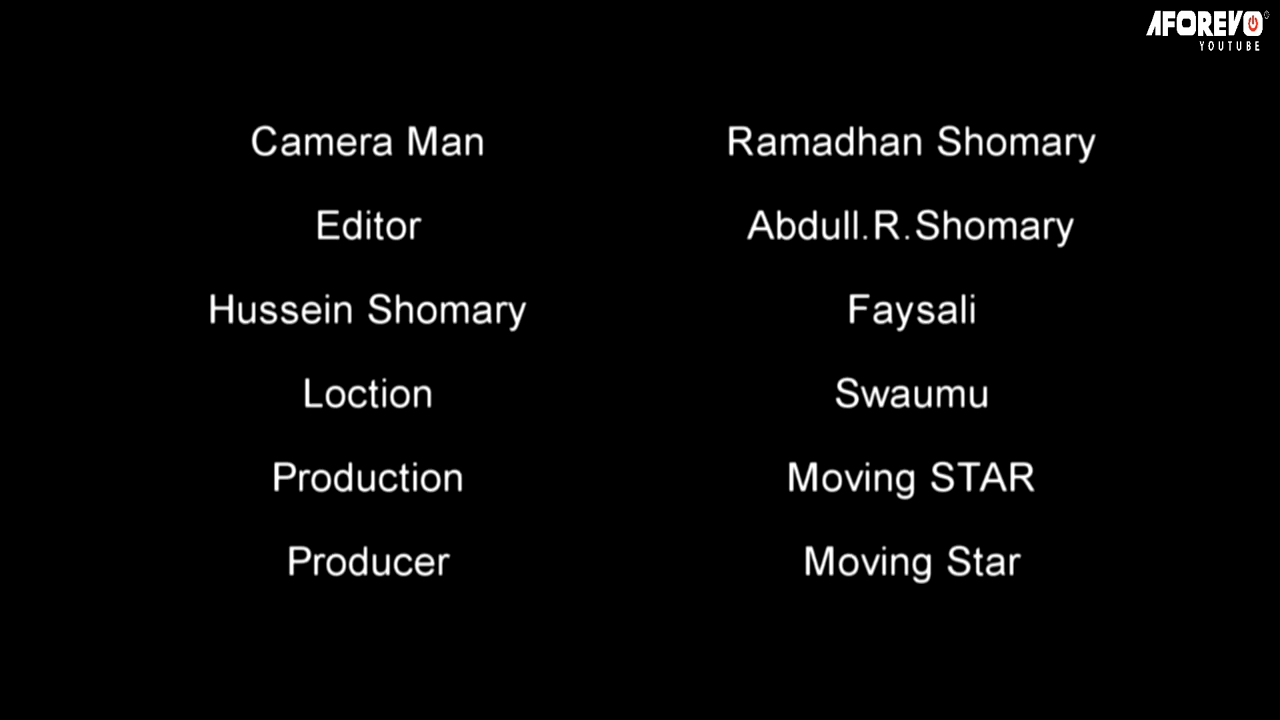 AFOREVO
YOUTUBE
Camera Man Ramadhan Shomary
Editor Abdull.R.Shomary
Hussein Shomary Faysali
Loction Swaumu
Production Moving STAR
Producer Moving Star